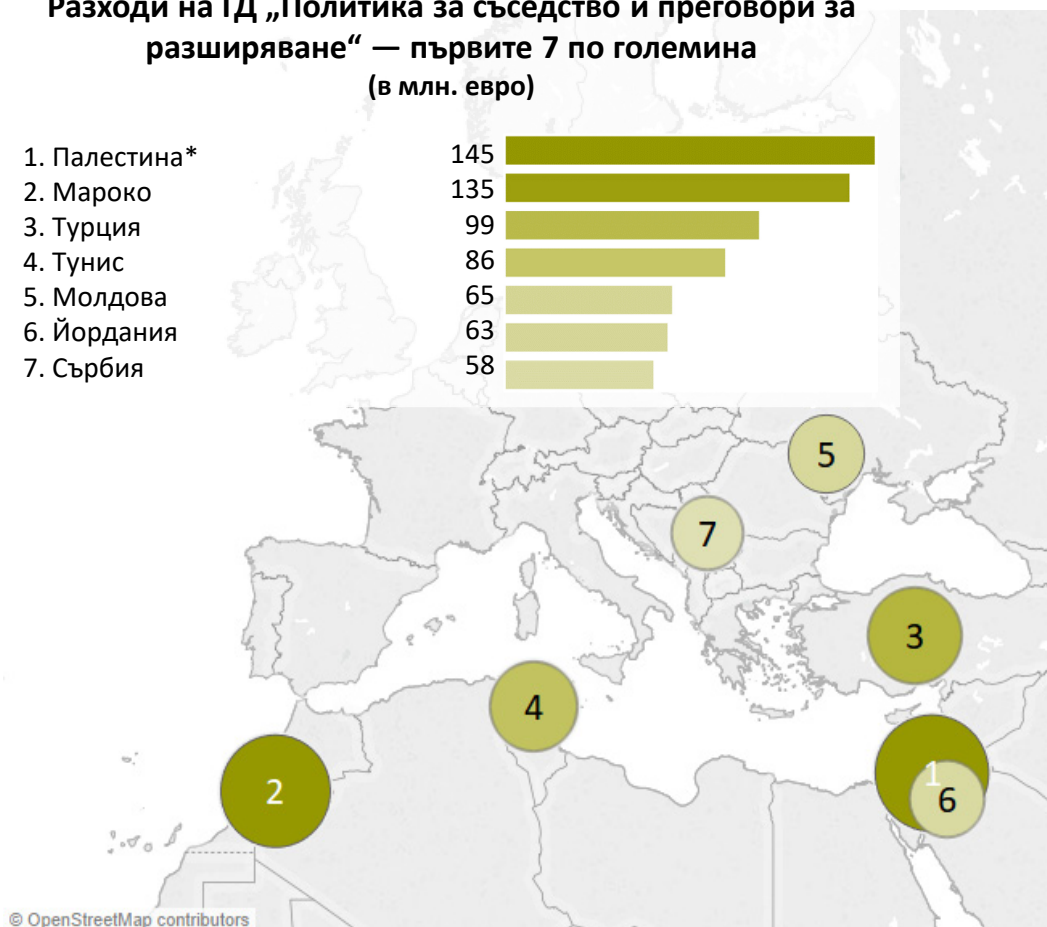 Разходи на ГД „Политика за съседство и преговори за
разширяване“ — първите 7 по големина
(в млн. евро)
1. Палестина* 145
2. Мароко 135
3. Турция 99
4. Тунис 86
5. Молдова 65
6. Йордания 63
7. Сърбия 58
5
7
3
4
1
2
6
© OpenStreetMap contributors